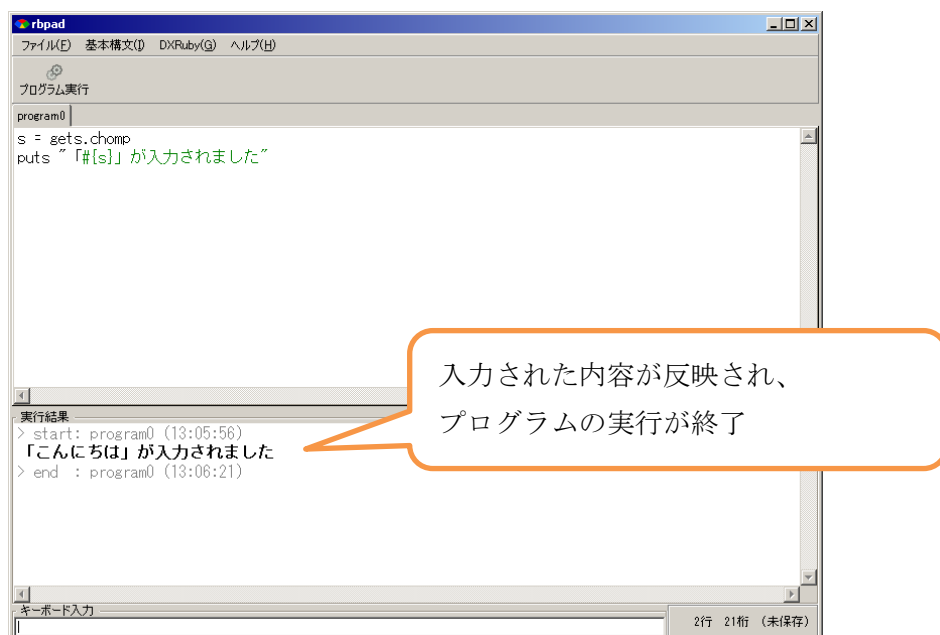 rbpad
ファイル(F) 基本構文(I) DXRuby(G) ヘルプ(H)
プログラム実行
program0
s = gets.chomp
puts "「#{s}」が入力されました"
入力された内容が反映され、
プログラムの実行が終了
実行結果
> start: program0 (13:05:56)
「こんにちは」が入力されました
> end : program0 (13:06:21)
キーボード入力
2行 21桁 (未保存)